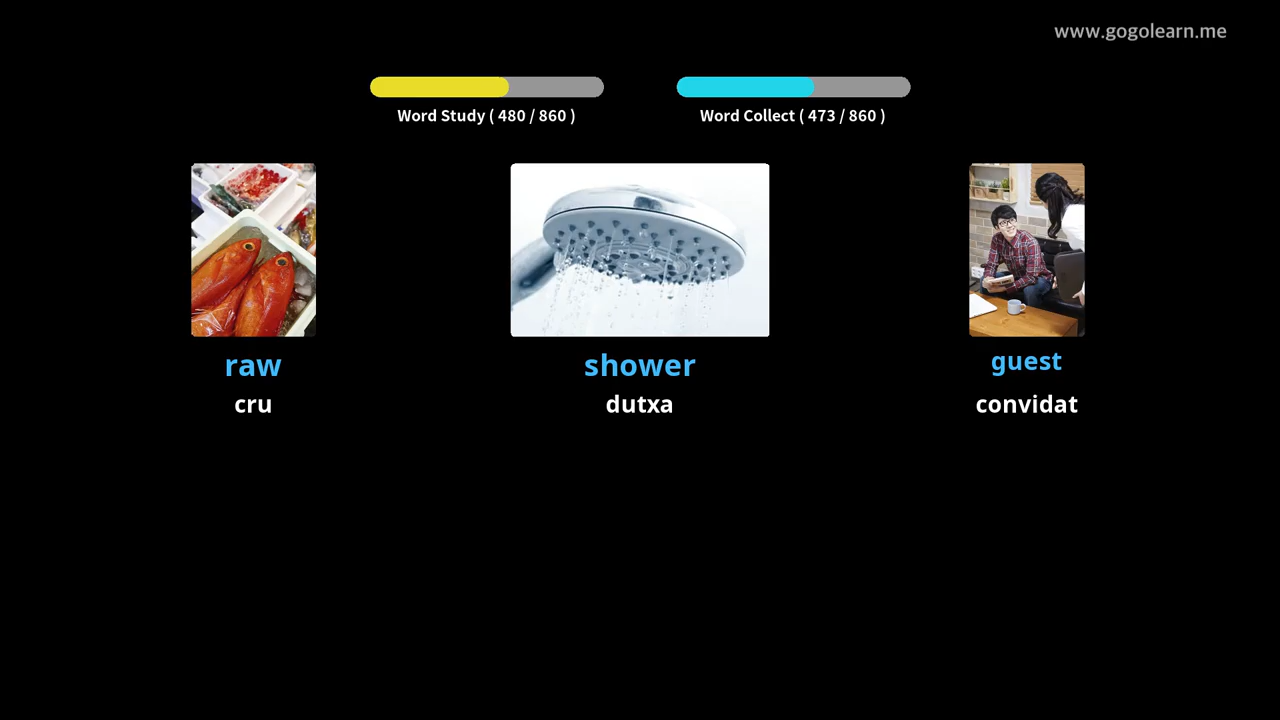 www.gogolearn.me
Word Study ( 480 / 860 )
Word Collect ( 473 / 860 )
raw
shower
guest
cru
dutxa
convidat